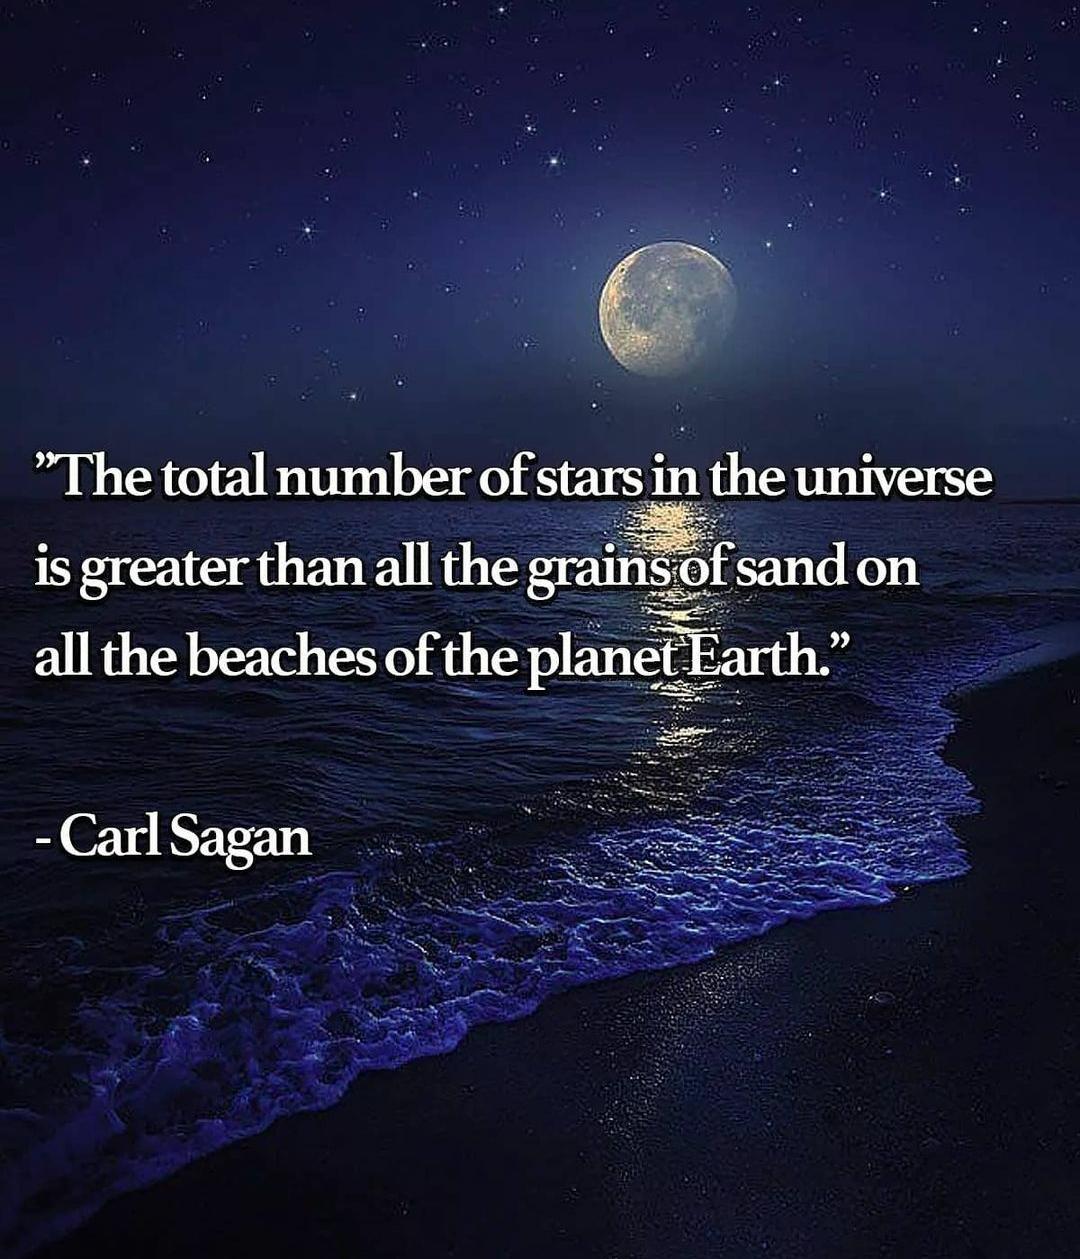 ”The total number of stars in the universe
is greater than all the grains of sand on
all the beaches of the planet Earth.”
- Carl Sagan